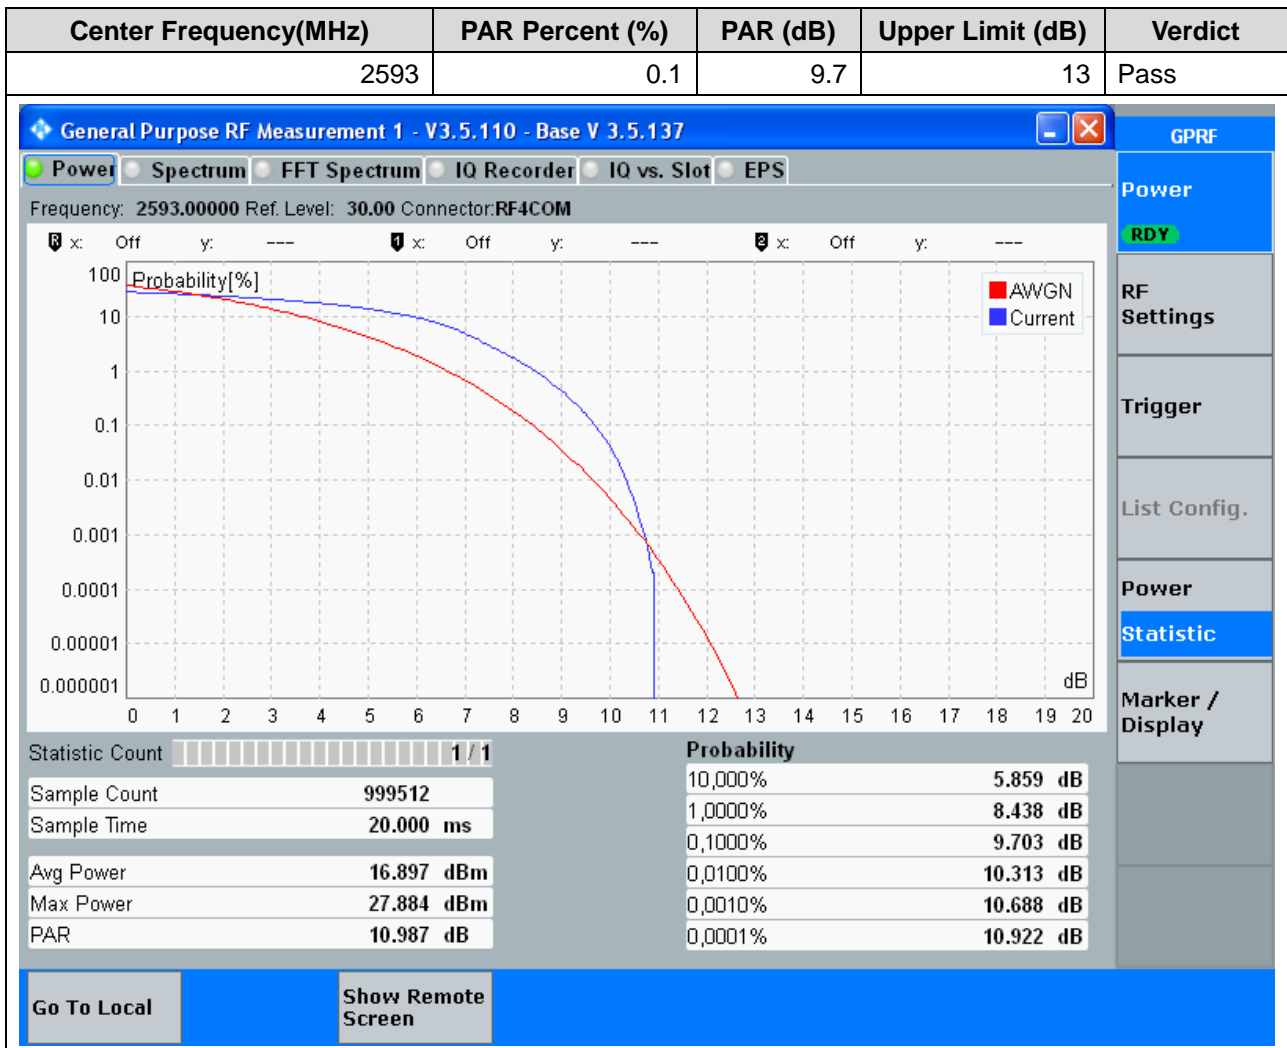 Center Frequency(MHz) PAR Percent (%) PAR (dB) Upper Limit (dB) Verdict
2593 0.1 9.7 13 Pass
General Purpose RF Measurement 1 - V3.5.110 - Base V 3.5.137
GPRF
Power Spectrum FFT Spectrum IQ Recorder IQ vs. Slot EPS
Frequency: 2593.00000 Ref. Level: 30.00 Connector:RF4COM
R x: Off y: --- 1 x: Off y: --- 2 x: Off y: ---
Probability[%]
AWGN
Current
100
10
1
0.1
0.01
0.001
0.0001
0.00001
0.000001
dB
0 1 2 3 4 5 6 7 8 9 10 11 12 13 14 15 16 17 18 19 20
Statistic Count 1 / 1
Sample Count 999512
Sample Time 20.000 ms
Avg Power 16.897 dBm
Max Power 27.884 dBm
PAR 10.987 dB
Probability
10,000% 5.859 dB
1,0000% 8.438 dB
0,1000% 9.703 dB
0,0100% 10.313 dB
0,0010% 10.688 dB
0,0001% 10.922 dB
Power
RDY
RF
Settings
Trigger
List Config.
Power
Statistic
Marker /
Display
Go To Local
Show Remote
Screen